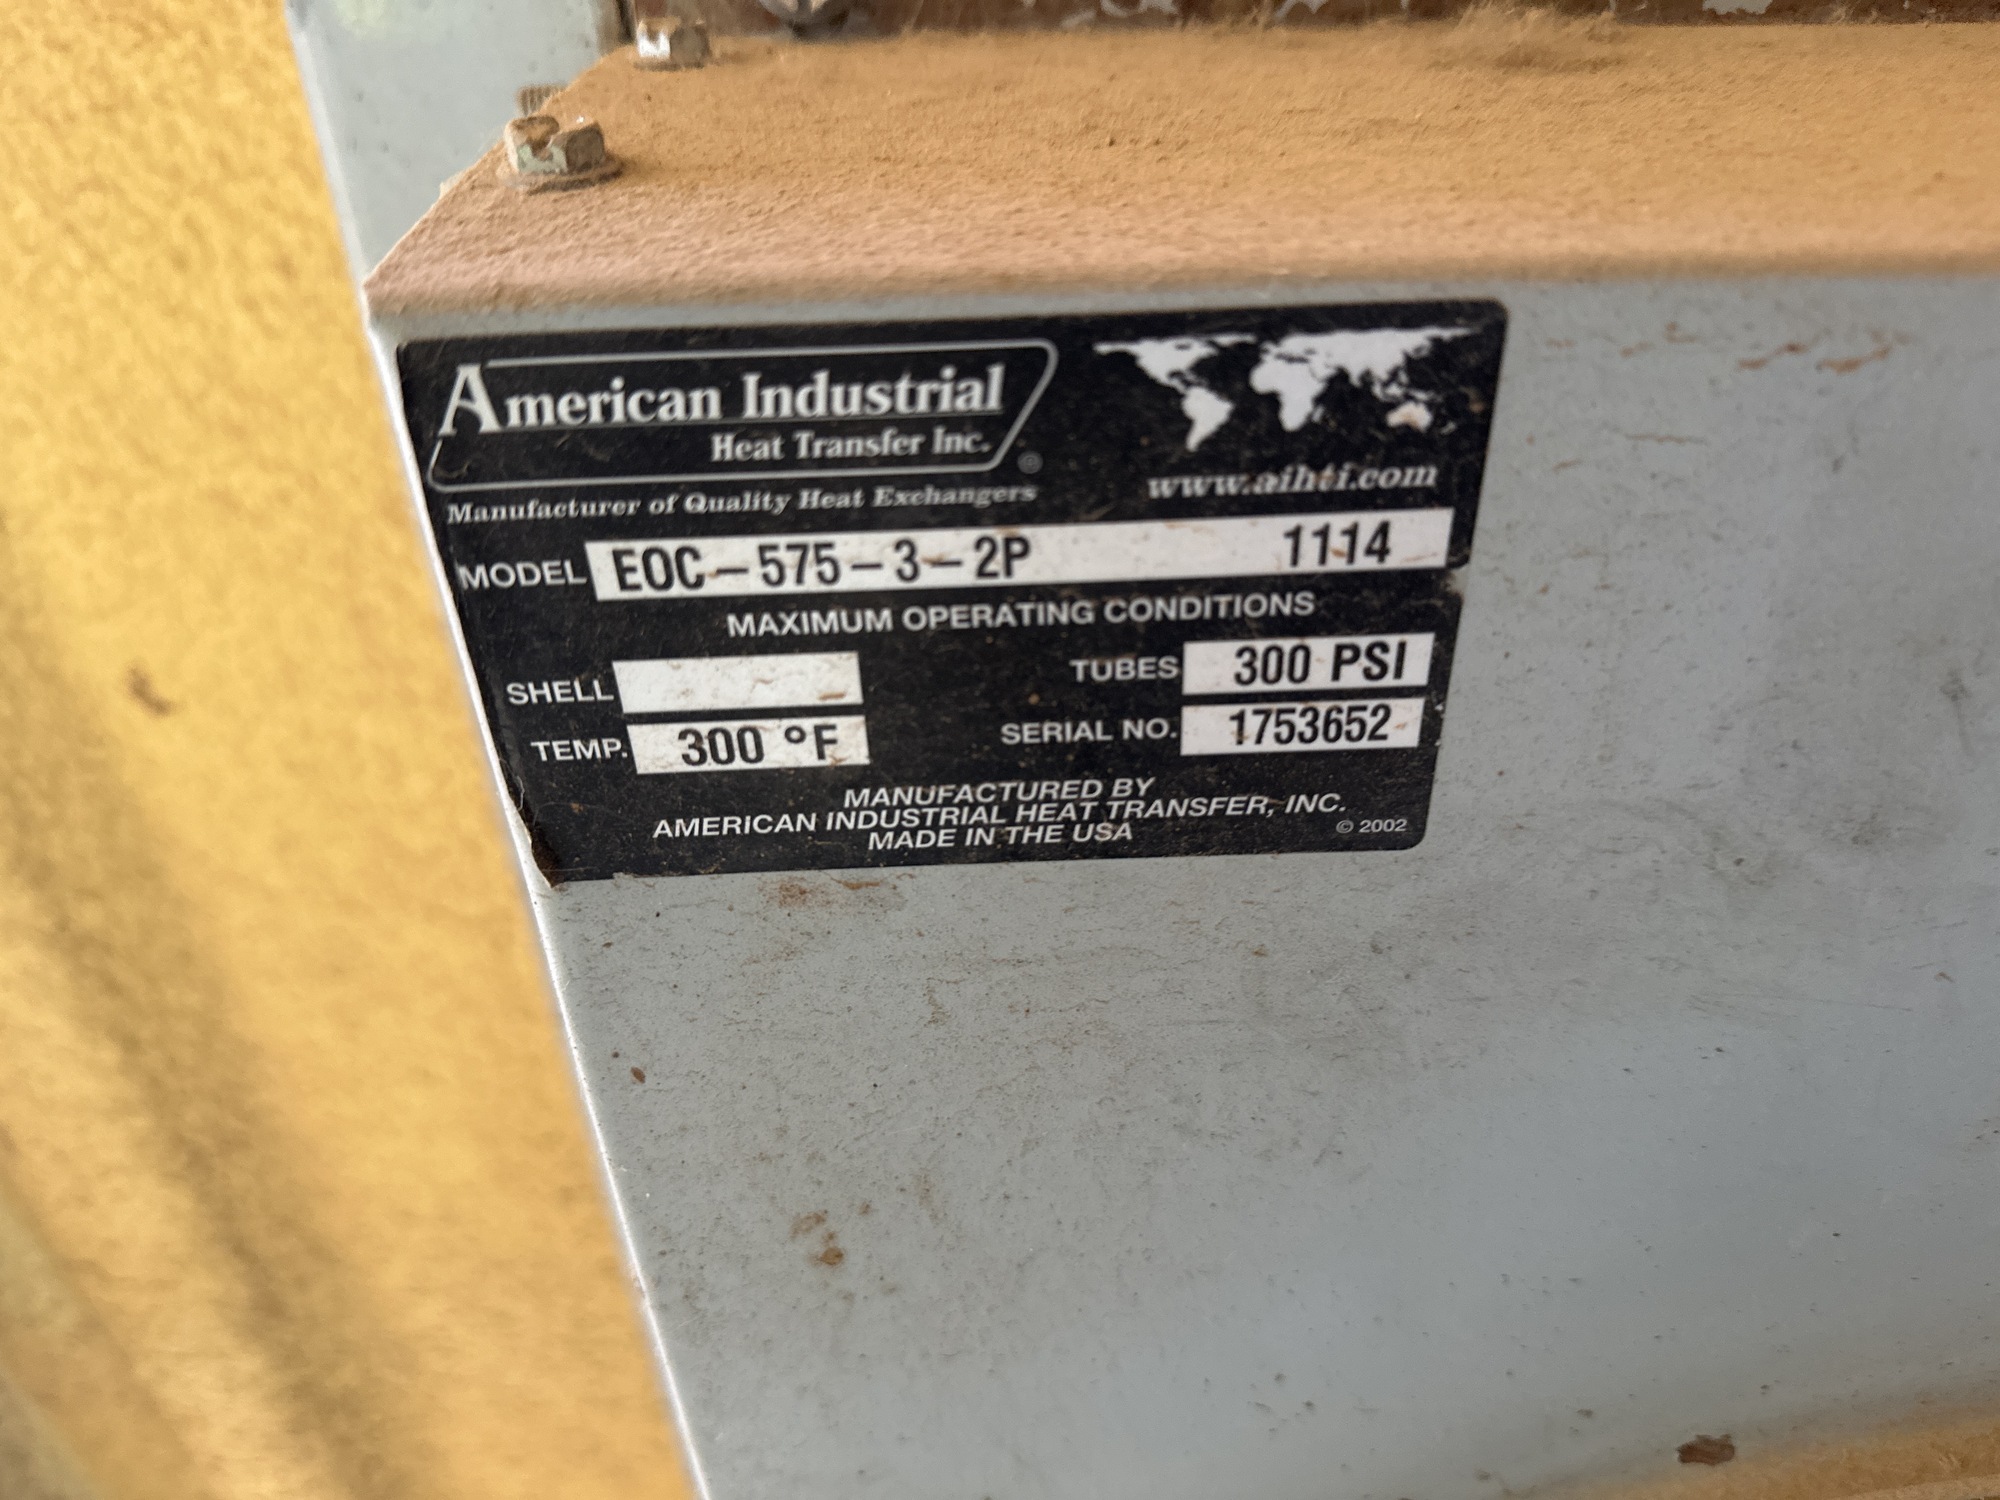 American Industrial
Heat Transfer Inc. ®
Manufacturer of Quality Heat Exchangers
www.aihti.com
MODEL EOC-575-3-2P 1114
MAXIMUM OPERATING CONDITIONS
SHELL TUBES 300 PSI
TEMP. 300 °F SERIAL NO. 1753652
MANUFACTURED BY
AMERICAN INDUSTRIAL HEAT TRANSFER, INC.
MADE IN THE USA © 2002